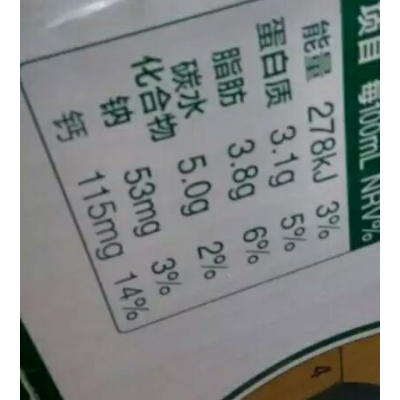 项目 每100mL NRV%
能量 278kJ 3%
蛋白质 3.1g 5%
脂肪 3.8g 6%
碳水
化合物 5.0g 2%
钠 53mg 3%
钙 115mg 14%
4